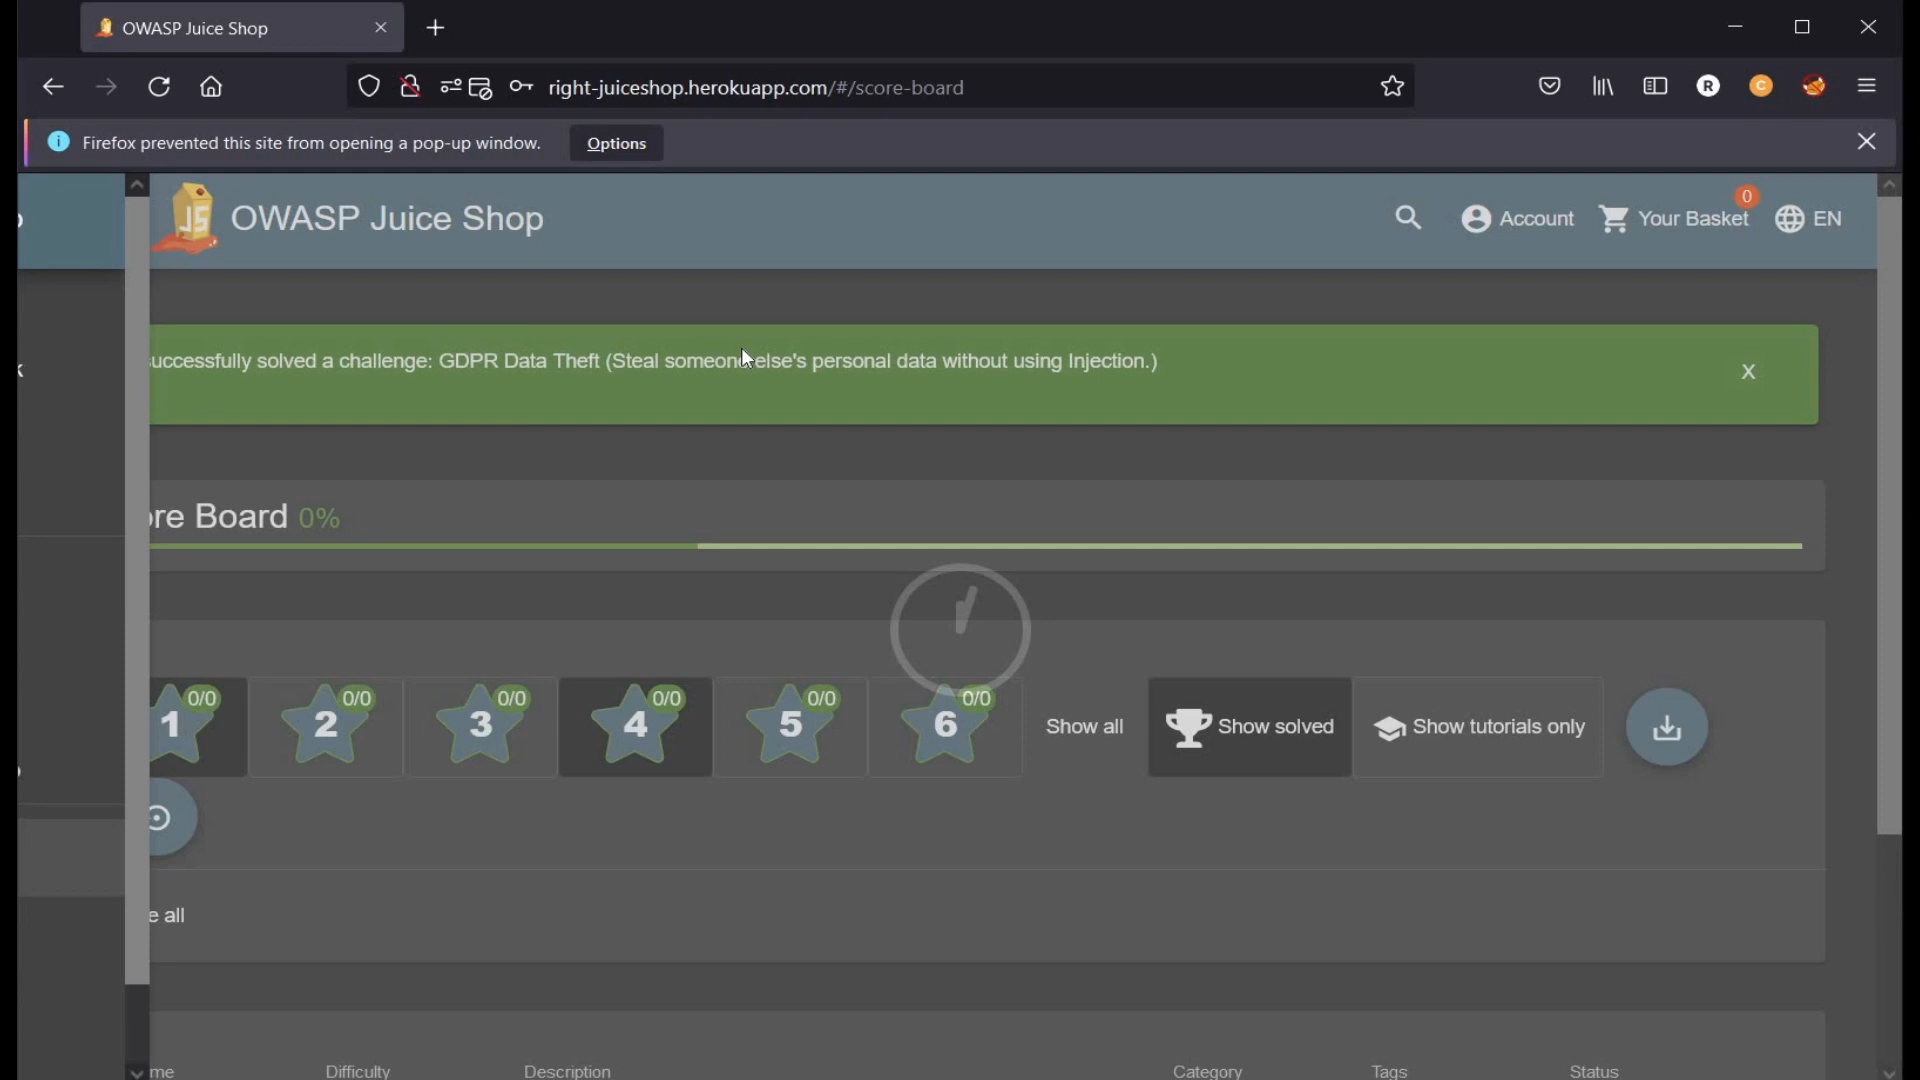 OWASP Juice Shop
right-juiceshop.herokuapp.com/#/score-board
R
C
Firefox prevented this site from opening a pop-up window.
Options
JS
OWASP Juice Shop
Account
0
Your Basket
EN
k
uccessfully solved a challenge: GDPR Data Theft (Steal someone else's personal data without using Injection.)
X
ore Board 0%
1 0/0
2 0/0
3 0/0
4 0/0
5 0/0
6 0/0
Show all
Show solved
Show tutorials only
e all
me
Difficulty
Description
Category
Tags
Status